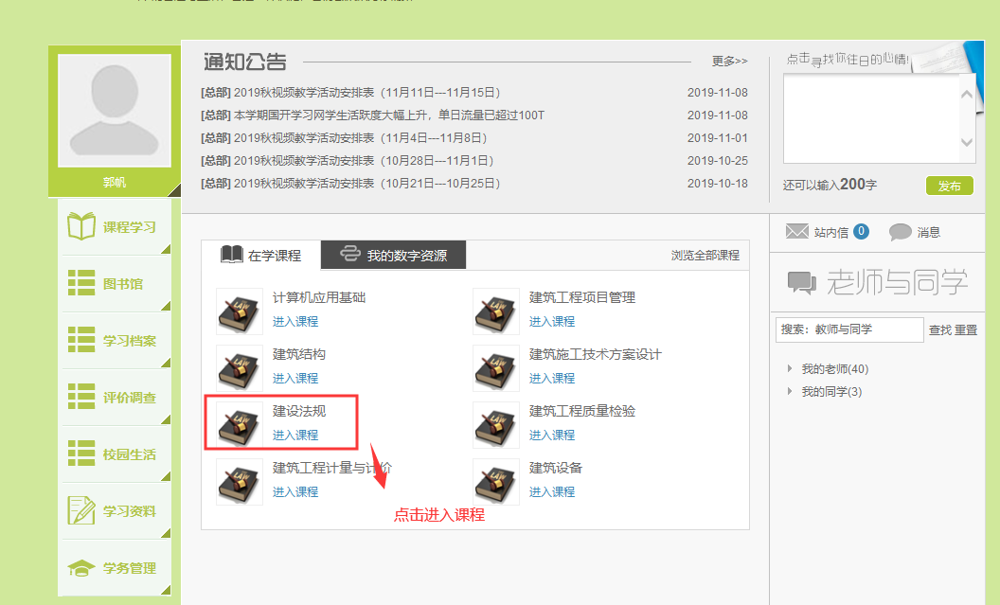 郭帆
课程学习
图书馆
学习档案
评价调查
校园生活
学习资料
学务管理
通知公告
更多>>
[总部] 2019秋视频教学活动安排表（11月11日---11月15日） 2019-11-08
[总部] 本学期国开学习网学生活跃度大幅上升，单日流量已超过100T 2019-11-08
[总部] 2019秋视频教学活动安排表（11月4日---11月8日） 2019-11-01
[总部] 2019秋视频教学活动安排表（10月28日---11月1日） 2019-10-25
[总部] 2019秋视频教学活动安排表（10月21日---10月25日） 2019-10-18
在学课程 我的数字资源 浏览全部课程
计算机应用基础
进入课程
建筑工程项目管理
进入课程
建筑结构
进入课程
建筑施工技术方案设计
进入课程
建设法规
进入课程
建筑工程质量检验
进入课程
建筑工程计量与计价
进入课程
建筑设备
进入课程
点击进入课程
点击寻找你往日的心情!
还可以输入200字 发布
站内信 0 消息
老师与同学
搜索：教师与同学 查找 重置
我的老师(40)
我的同学(3)